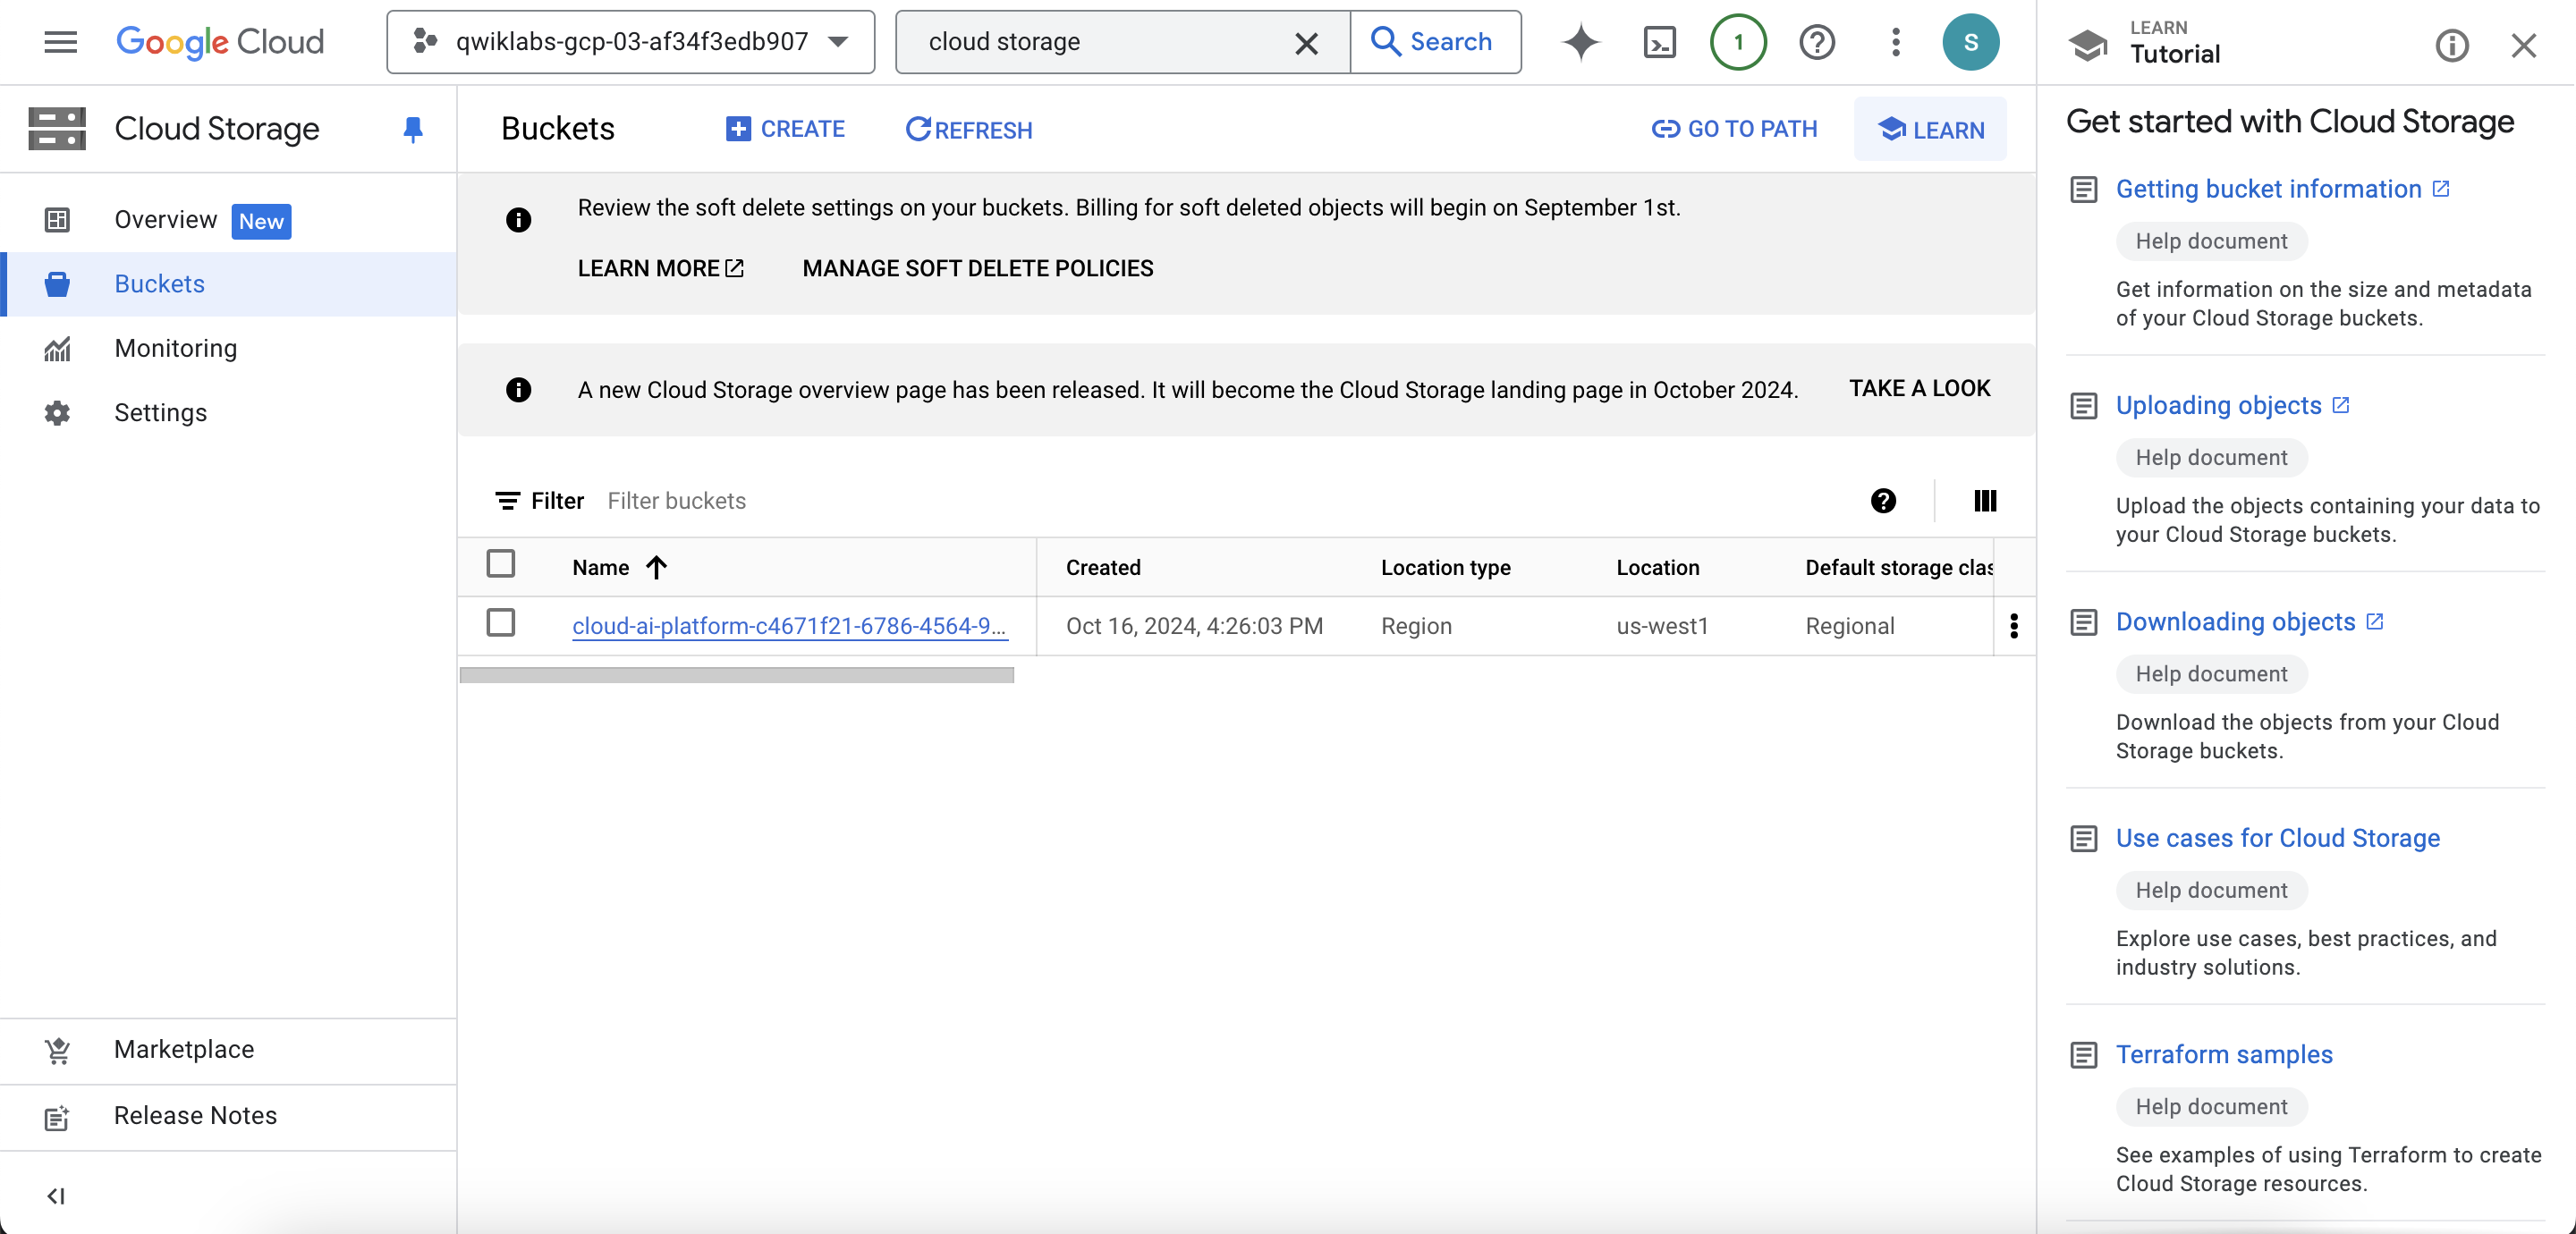 Google Cloud
qwiklabs-gcp-03-af34f3edb907
cloud storage
Search
1
S
LEARN
Tutorial
Cloud Storage
Overview New
Buckets
Monitoring
Settings
Marketplace
Release Notes
Buckets
CREATE
REFRESH
GO TO PATH
LEARN
Review the soft delete settings on your buckets. Billing for soft deleted objects will begin on September 1st.
LEARN MORE
MANAGE SOFT DELETE POLICIES
A new Cloud Storage overview page has been released. It will become the Cloud Storage landing page in October 2024.
TAKE A LOOK
Filter Filter buckets
Name Created Location type Location Default storage clas
cloud-ai-platform-c4671f21-6786-4564-9... Oct 16, 2024, 4:26:03 PM Region us-west1 Regional
Get started with Cloud Storage
Getting bucket information
Help document
Get information on the size and metadata
of your Cloud Storage buckets.
Uploading objects
Help document
Upload the objects containing your data to
your Cloud Storage buckets.
Downloading objects
Help document
Download the objects from your Cloud
Storage buckets.
Use cases for Cloud Storage
Help document
Explore use cases, best practices, and
industry solutions.
Terraform samples
Help document
See examples of using Terraform to create
Cloud Storage resources.